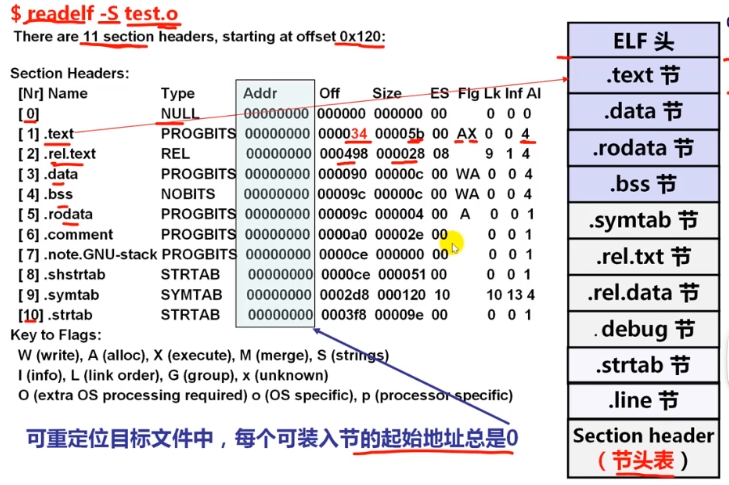 $ readelf -S test.o
There are 11 section headers, starting at offset 0x120:
Section Headers:
[Nr] Name Type Addr Off Size ES Flg Lk Inf Al
[ 0] NULL 00000000 000000 000000 00 0 0 0
[ 1] .text PROGBITS 00000000 000034 00005b 00 AX 0 0 4
[ 2] .rel.text REL 00000000 000498 000028 08 9 1 4
[ 3] .data PROGBITS 00000000 000090 00000c 00 WA 0 0 4
[ 4] .bss NOBITS 00000000 00009c 00000c 00 WA 0 0 4
[ 5] .rodata PROGBITS 00000000 00009c 000004 00 A 0 0 1
[ 6] .comment PROGBITS 00000000 0000a0 00002e 00 0 0 1
[ 7] .note.GNU-stack PROGBITS 00000000 0000ce 000000 00 0 0 1
[ 8] .shstrtab STRTAB 00000000 0000ce 000051 00 0 0 1
[ 9] .symtab SYMTAB 00000000 0002d8 000120 10 10 13 4
[10] .strtab STRTAB 00000000 0003f8 00009e 00 0 0 1
Key to Flags:
W (write), A (alloc), X (execute), M (merge), S (strings)
I (info), L (link order), G (group), x (unknown)
O (extra OS processing required) o (OS specific), p (processor specific)
可重定位目标文件中，每个可装入节的起始地址总是0
ELF 头
.text 节
.data 节
.rodata 节
.bss 节
.symtab 节
.rel.txt 节
.rel.data 节
.debug 节
.strtab 节
.line 节
Section header
（节头表）